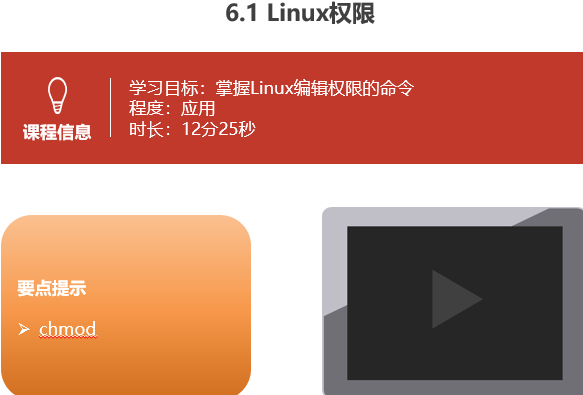 6.1 Linux权限
课程信息
学习目标：掌握Linux编辑权限的命令
程度：应用
时长：12分25秒
要点提示
chmod